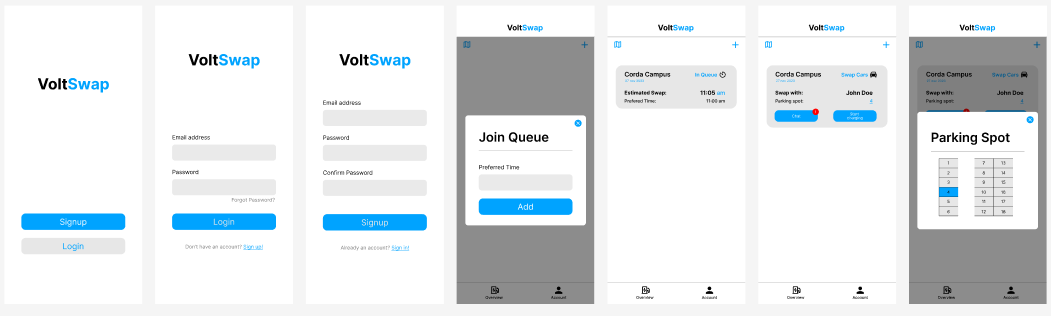 VoltSwap
Signup
Login
VoltSwap
Email address
Password
Forgot Password?
Login
Don't have an account? Sign up!
VoltSwap
Email address
Password
Confirm Password
Signup
Already an account? Sign in!
VoltSwap
Join Queue
Preferred Time
Add
Overview
Account
VoltSwap
Corda Campus
In Queue
Estimated Swap:
11:05 am
Prefered Time:
11:00 am
Overview
Account
VoltSwap
Corda Campus
Swap Cars
Swap with:
John Doe
Parking spot:
4
Chat
Start charging
Overview
Account
VoltSwap
Corda Campus
Swap Cars
Swap with:
John Doe
Parking spot:
4
Parking Spot
1 7 13
2 8 14
3 9 15
4 10 16
5 11 17
6 12 18
Overview
Account